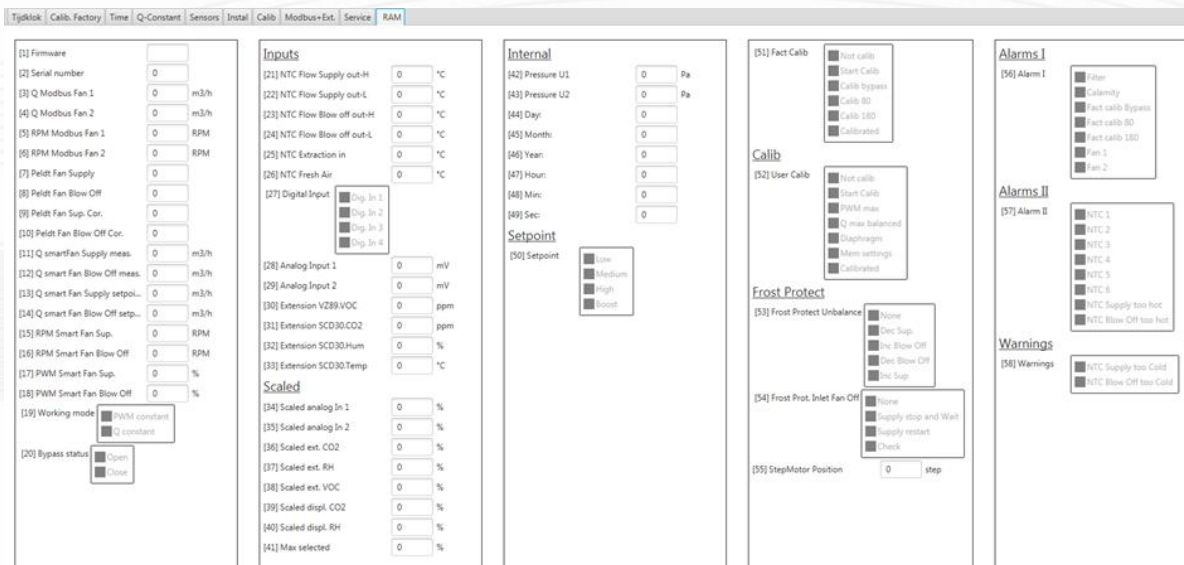 Tijdklok Calib. Factory Time Q-Constant Sensors Instal Calib Modbus+Ext. Service RAM
[1] Firmware
[2] Serial number 0
[3] Q Modbus Fan 1 0 m3/h
[4] Q Modbus Fan 2 0 m3/h
[5] RPM Modbus Fan 1 0 RPM
[6] RPM Modbus Fan 2 0 RPM
[7] Peldt Fan Supply 0
[8] Peldt Fan Blow Off 0
[9] Peldt Fan Sup. Cor. 0
[10] Peldt Fan Blow Off Cor. 0
[11] Q smartFan Supply meas. 0 m3/h
[12] Q smart Fan Blow Off meas. 0 m3/h
[13] Q smart Fan Supply setpoi... 0 m3/h
[14] Q smart Fan Blow Off setp... 0 m3/h
[15] RPM Smart Fan Sup. 0 RPM
[16] RPM Smart Fan Blow Off 0 RPM
[17] PWM Smart Fan Sup. 0 %
[18] PWM Smart Fan Blow Off 0 %
[19] Working mode PWM constant
Q constant
[20] Bypass status Open
Close
Inputs
[21] NTC Flow Supply out-H 0 °C
[22] NTC Flow Supply out-L 0 °C
[23] NTC Flow Blow off out-H 0 °C
[24] NTC Flow Blow off out-L 0 °C
[25] NTC Extraction in 0 °C
[26] NTC Fresh Air 0 °C
[27] Digital Input Dig. In 1
Dig. In 2
Dig. In 3
Dig. In 4
[28] Analog Input 1 0 mV
[29] Analog Input 2 0 mV
[30] Extension VZ89.VOC 0 ppm
[31] Extension SCD30.CO2 0 ppm
[32] Extension SCD30.Hum 0 %
[33] Extension SCD30.Temp 0 °C
Scaled
[34] Scaled analog In 1 0 %
[35] Scaled analog In 2 0 %
[36] Scaled ext. CO2 0 %
[37] Scaled ext. RH 0 %
[38] Scaled ext. VOC 0 %
[39] Scaled displ. CO2 0 %
[40] Scaled displ. RH 0 %
[41] Max selected 0 %
Internal
[42] Pressure U1 0 Pa
[43] Pressure U2 0 Pa
[44] Day: 0
[45] Month: 0
[46] Year: 0
[47] Hour: 0
[48] Min: 0
[49] Sec: 0
Setpoint
[50] Setpoint Low
Medium
High
Boost
[51] Fact Calib Not calib
Start Calib
Calib bypass
Calib 80
Calib 180
Calibrated
Calib
[52] User Calib Not calib
Start Calib
PWM max
Q max balanced
Diaphragm
Mem settings
Calibrated
Frost Protect
[53] Frost Protect Unbalance None
Dec Sup.
Inc Blow Off
Dec Blow Off
Inc Sup
[54] Frost Prot. Inlet Fan Off None
Supply stop and Wait
Supply restart
Check
[55] StepMotor Position 0 step
Alarms I
[56] Alarm I Filter
Calamity
Fact calib Bypass
Fact calib 80
Fact calib 180
Fan 1
Fan 2
Alarms II
[57] Alarm II NTC 1
NTC 2
NTC 3
NTC 4
NTC 5
NTC 6
NTC Supply too hot
NTC Blow Off too hot
Warnings
[58] Warnings NTC Supply too Cold
NTC Blow Off too Cold